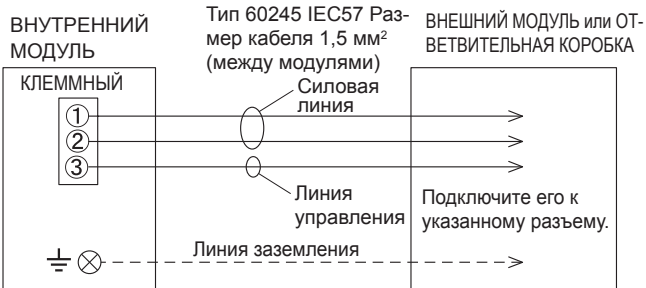 ВНУТРЕННИЙ
МОДУЛЬ
Тип 60245 IEC57 Раз-
мер кабеля 1,5 мм²
(между модулями)
ВНЕШНИЙ МОДУЛЬ или ОТ-
ВЕТВИТЕЛЬНАЯ КОРОБКА
КЛЕММНЫЙ
Силовая
линия
①
②
③
Линия
управления
Подключите его к
указанному разъему.
Линия заземления